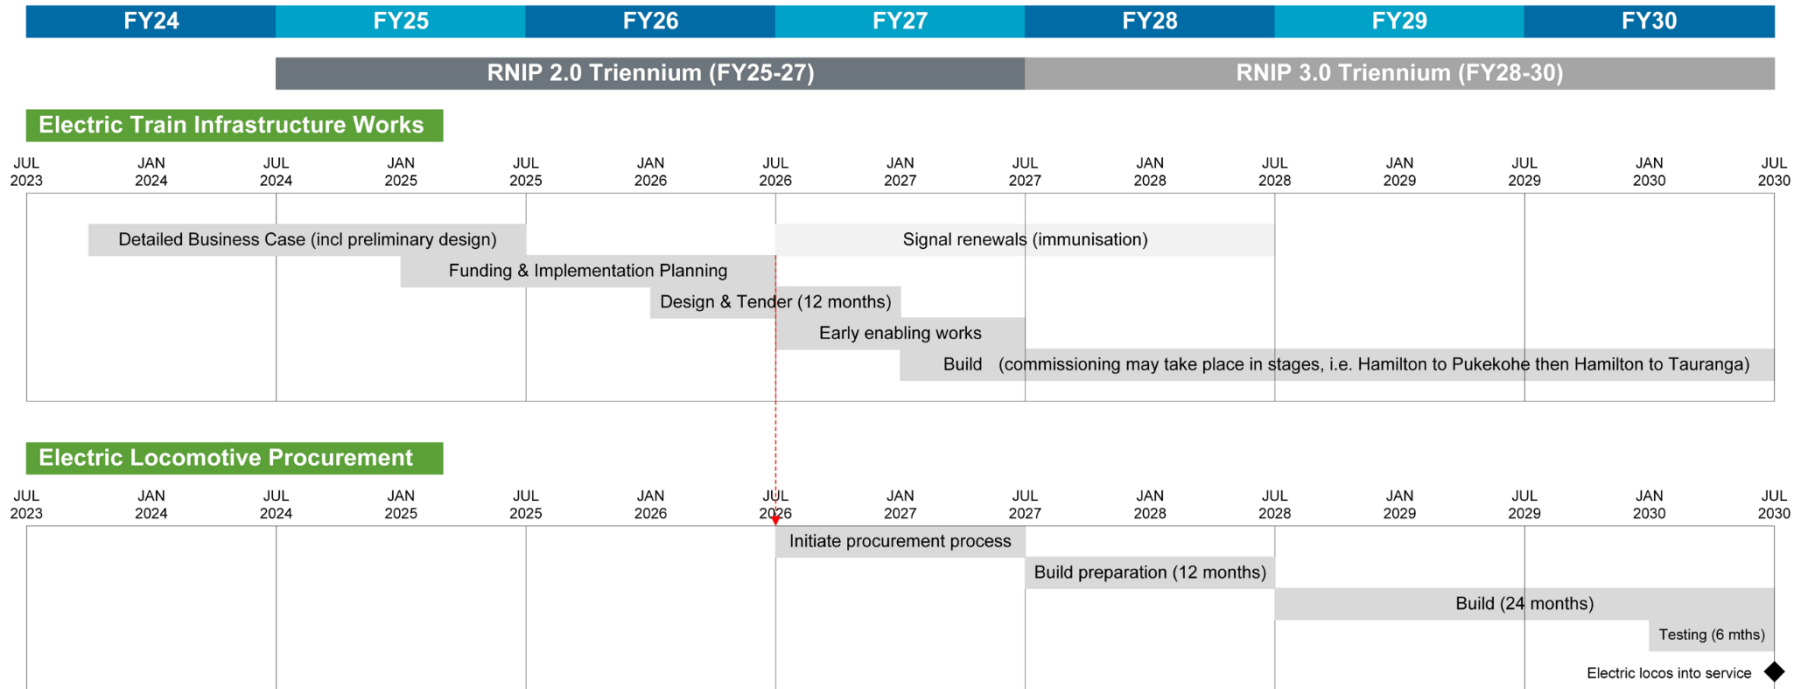 FY24 FY25 FY26 FY27 FY28 FY29 FY30
RNIP 2.0 Triennium (FY25-27) RNIP 3.0 Triennium (FY28-30)
Electric Train Infrastructure Works
JUL JAN JUL JAN JUL JAN JUL JAN JUL JAN JUL JAN JUL JAN JUL
2023 2024 2024 2025 2025 2026 2026 2027 2027 2028 2028 2029 2029 2030 2030
Detailed Business Case (incl preliminary design) Signal renewals (immunisation)
Funding & Implementation Planning
Design & Tender (12 months)
Early enabling works
Build (commissioning may take place in stages, i.e. Hamilton to Pukekohe then Hamilton to Tauranga)
Electric Locomotive Procurement
JUL JAN JUL JAN JUL JAN JUL JAN JUL JAN JUL JAN JUL JAN JUL
2023 2024 2024 2025 2025 2026 2026 2027 2027 2028 2028 2029 2029 2030 2030
Initiate procurement process
Build preparation (12 months)
Build (24 months)
Testing (6 mths)
Electric locos into service